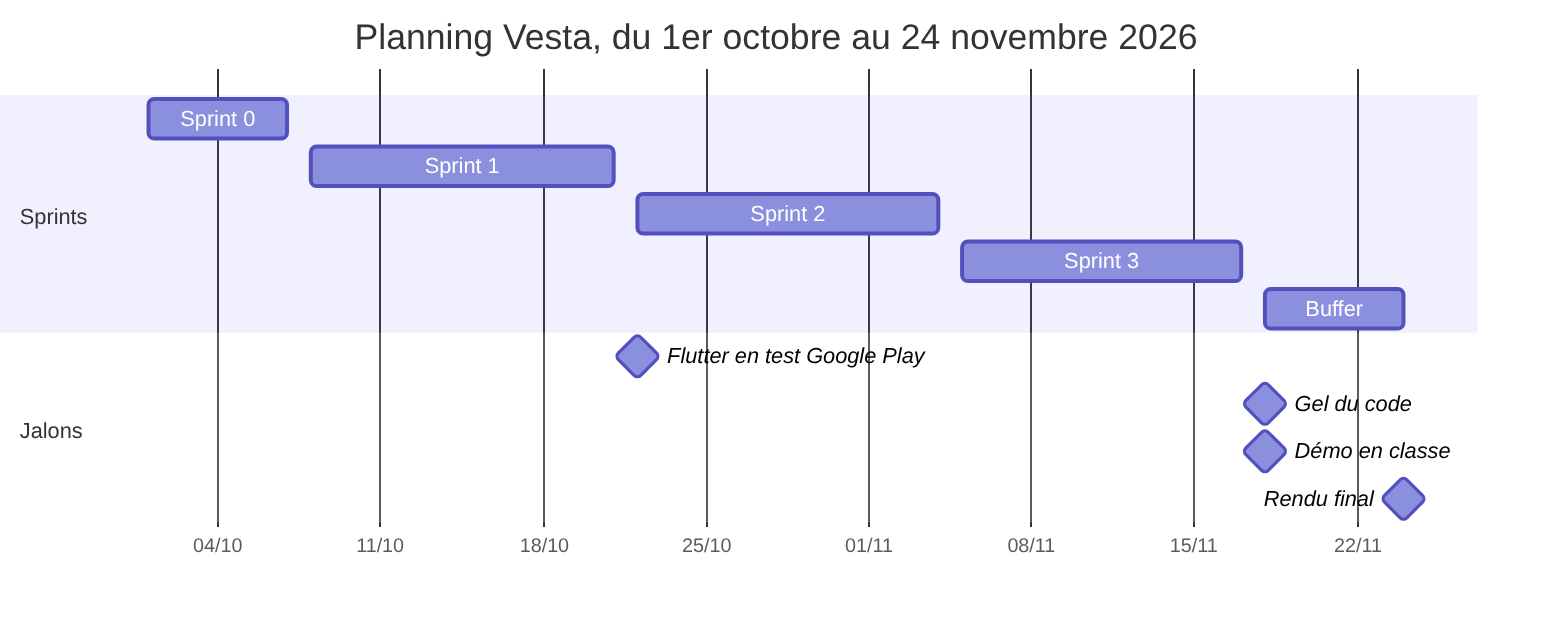 Planning Vesta, du 1er octobre au 24 novembre 2026
Sprint 0
Sprint 1
Sprint 2
Sprint 3
Buffer
Sprints
Flutter en test Google Play
Gel du code
Démo en classe
Rendu final
Jalons
04/10
11/10
18/10
25/10
01/11
08/11
15/11
22/11